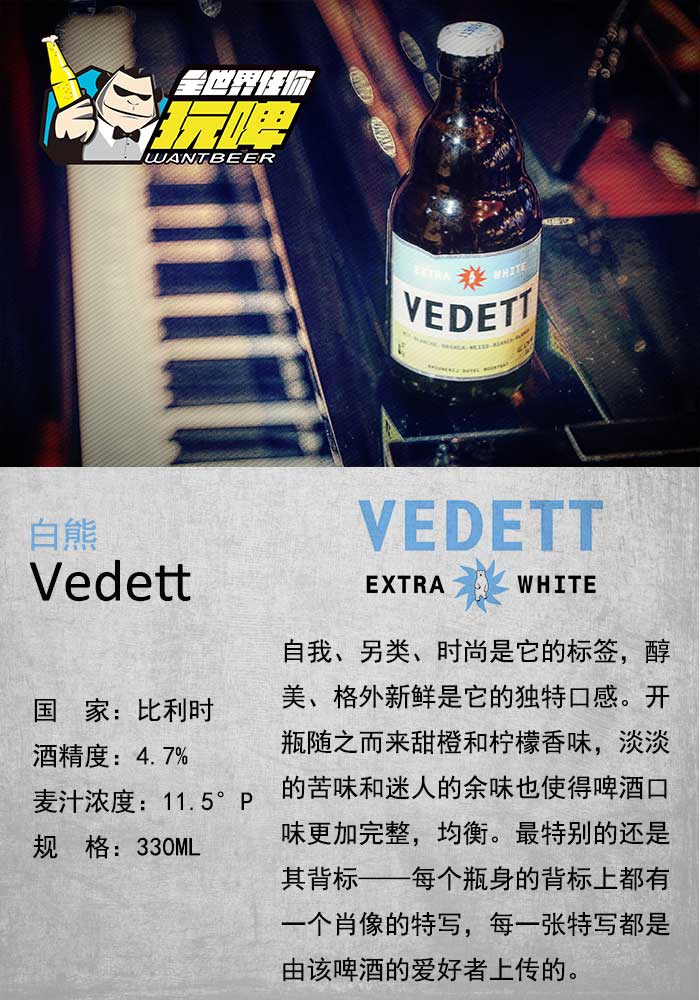 全世界任你
玩啤
WANTBEER
EXTRA WHITE
VEDETT
白熊
Vedett
VEDETT
EXTRA WHITE
国 家：比利时
酒精度：4.7%
麦汁浓度：11.5°P
规 格：330ML
自我、另类、时尚是它的标签，醇
美、格外新鲜是它的独特口感。开
瓶随之而来甜橙和柠檬香味，淡淡
的苦味和迷人的余味也使得啤酒口
味更加完整，均衡。最特别的还是
其背标——每个瓶身的背标上都有
一个肖像的特写，每一张特写都是
由该啤酒的爱好者上传的。